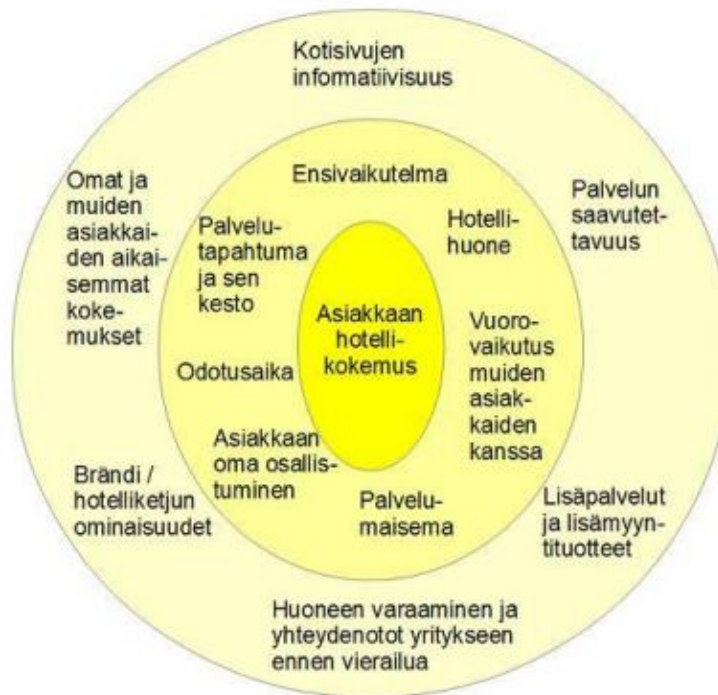 Kotisivujen
informatiivisuus
Omat ja
muiden
asiakkai-
den aikai-
semmat
koke-
mukset
Palvelun
saavutet-
tavuus
Ensivaikutelma
Palvelu-
tapahtuma
ja sen
kesto
Hotelli-
huone
Asiakkaan
hotelli-
kokemus
Odotusaika
Vuoro-
vaikutus
muiden
asiak-
kaiden
kanssa
Asiakkaan
oma osallis-
tuminen
Palvelu-
maisema
Brändi /
hotelliketjun
ominaisuudet
Lisäpalvelut
ja lisämyyn-
tituotteet
Huoneen varaaminen ja
yhteydenotot yritykseen
ennen vierailua